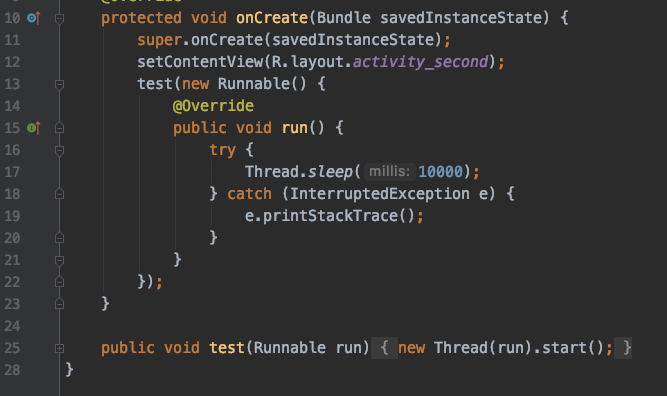 @Override
10 protected void onCreate(Bundle savedInstanceState) {
11 super.onCreate(savedInstanceState);
12 setContentView(R.layout.activity_second);
13 test(new Runnable() {
14 @Override
15 public void run() {
16 try {
17 Thread.sleep( millis: 10000);
18 } catch (InterruptedException e) {
19 e.printStackTrace();
20 }
21 }
22 });
23 }
24
25 public void test(Runnable run) { new Thread(run).start(); }
28 }